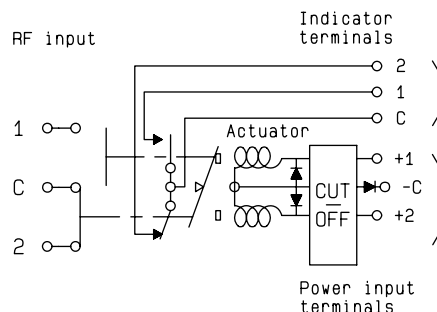 Indicator
terminals
RF input
2
1
C
Actuator
1
+1
C
CUT
OFF
-C
+2
2
Power input
terminals